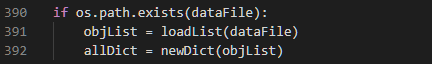 390 if os.path.exists(dataFile):
391     objList = loadList(dataFile)
392     allDict = newDict(objList)